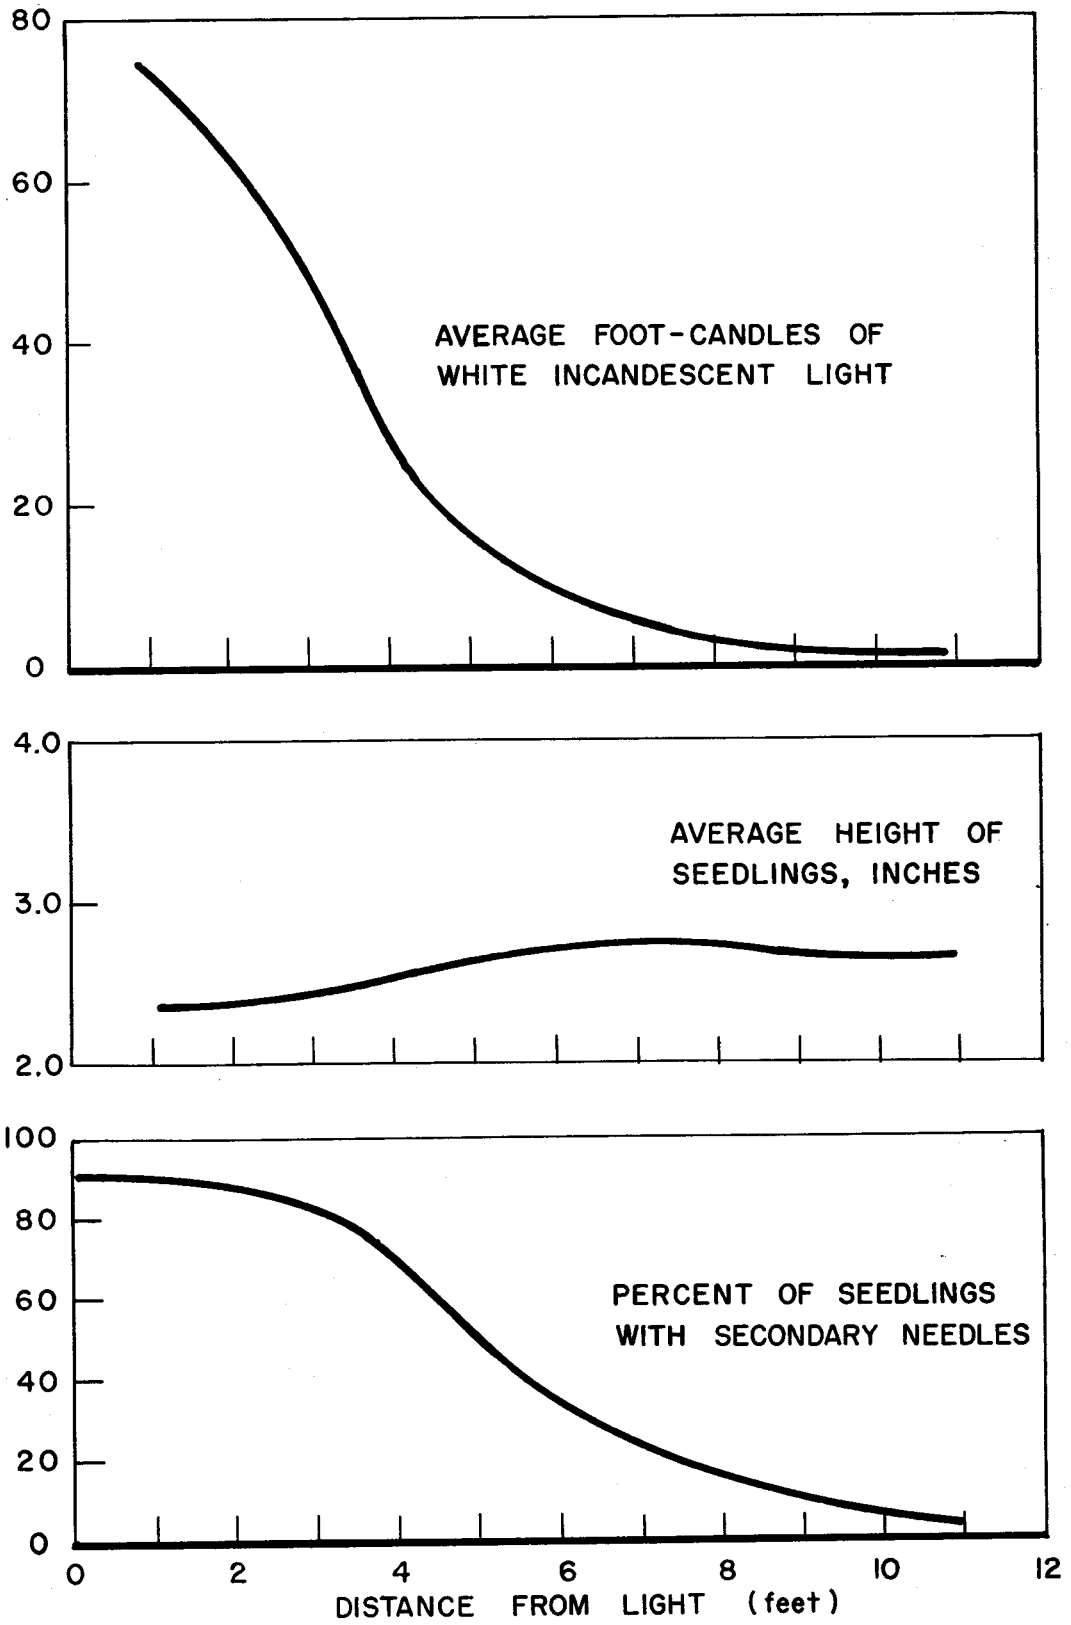 80
60
40
20
0
AVERAGE FOOT-CANDLES OF
WHITE INCANDESCENT LIGHT
4.0
3.0
2.0
AVERAGE HEIGHT OF
SEEDLINGS, INCHES
100
80
60
40
20
0
PERCENT OF SEEDLINGS
WITH SECONDARY NEEDLES
0 2 4 6 8 10 12
DISTANCE FROM LIGHT (feet)